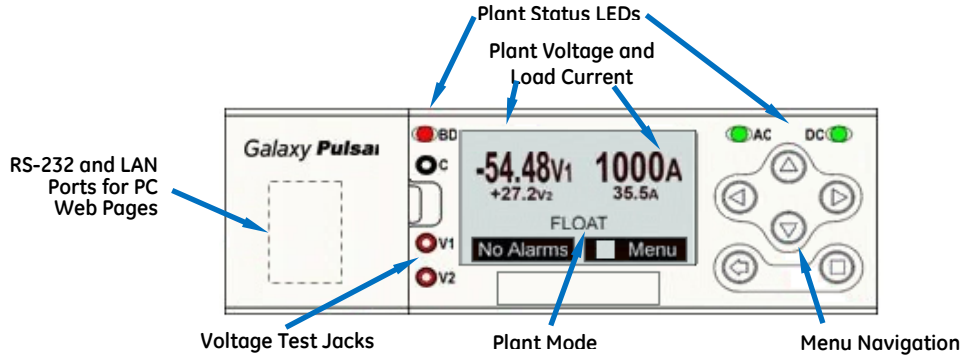 Plant Status LEDs
Plant Voltage and
Load Current
RS-232 and LAN
Ports for PC
Web Pages
Galaxy Pulsar
BD
C
V1
V2
-54.48V1 1000A
+27.2V2 35.5A
FLOAT
No Alarms Menu
AC DC
Voltage Test Jacks
Plant Mode
Menu Navigation